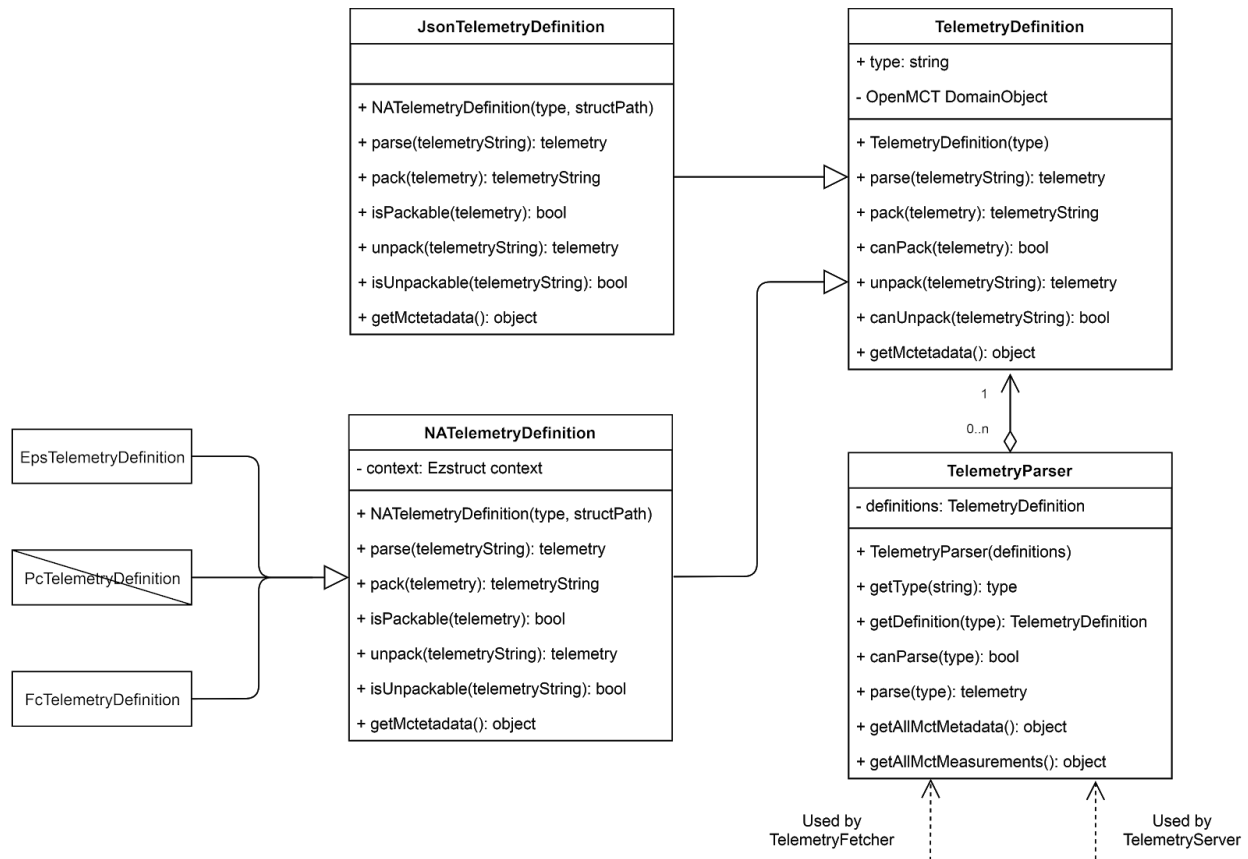 JsonTelemetryDefinition
+ NATelemetryDefinition(type, structPath)
+ parse(telemetryString): telemetry
+ pack(telemetry): telemetryString
+ isPackable(telemetry): bool
+ unpack(telemetryString): telemetry
+ isUnpackable(telemetryString): bool
+ getMctetadata(): object
TelemetryDefinition
+ type: string
- OpenMCT DomainObject
+ TelemetryDefinition(type)
+ parse(telemetryString): telemetry
+ pack(telemetry): telemetryString
+ canPack(telemetry): bool
+ unpack(telemetryString): telemetry
+ canUnpack(telemetryString): bool
+ getMctetadata(): object
1
0..n
EpsTelemetryDefinition
PcTelemetryDefinition
FcTelemetryDefinition
NATelemetryDefinition
- context: Ezstruct context
+ NATelemetryDefinition(type, structPath)
+ parse(telemetryString): telemetry
+ pack(telemetry): telemetryString
+ isPackable(telemetry): bool
+ unpack(telemetryString): telemetry
+ isUnpackable(telemetryString): bool
+ getMctetadata(): object
TelemetryParser
- definitions: TelemetryDefinition
+ TelemetryParser(definitions)
+ getType(string): type
+ getDefinition(type): TelemetryDefinition
+ canParse(type): bool
+ parse(type): telemetry
+ getAllMctMetadata(): object
+ getAllMctMeasurements(): object
Used by
TelemetryFetcher
Used by
TelemetryServer